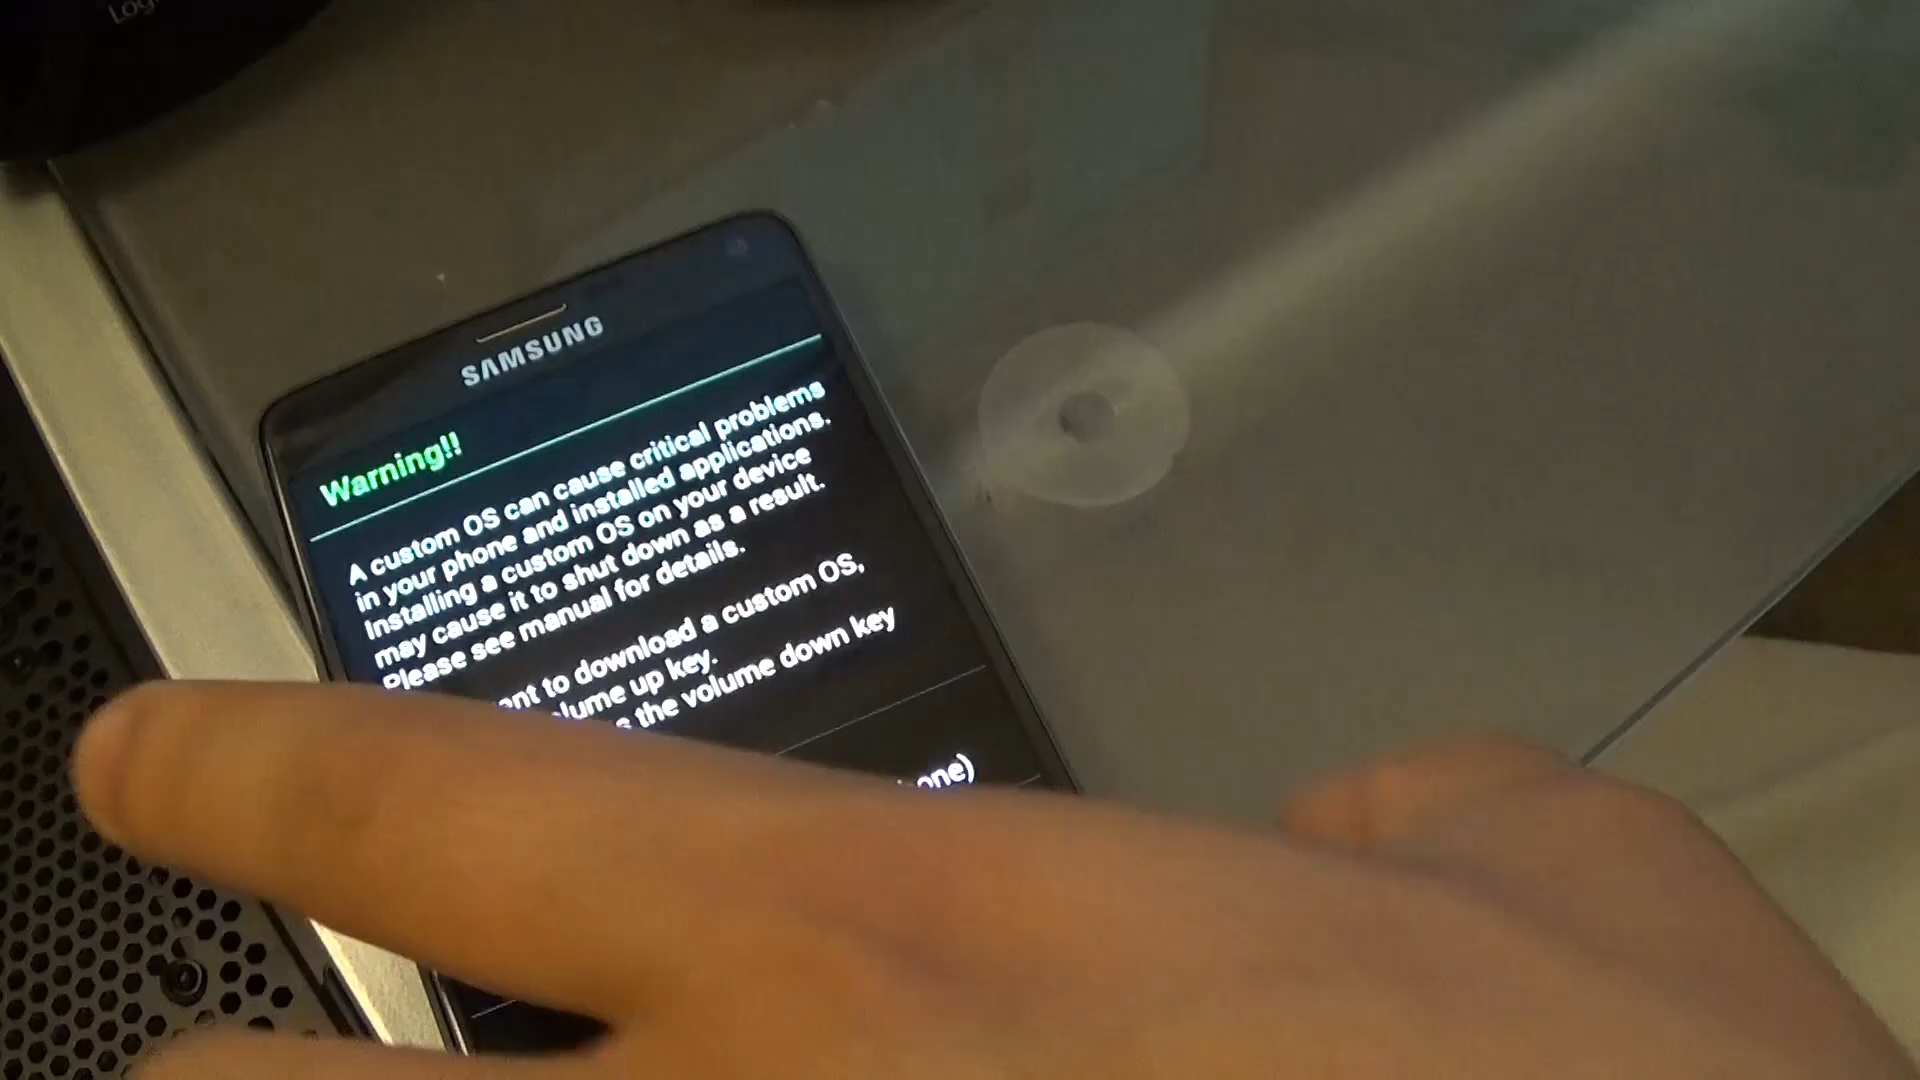 SAMSUNG
Warning!!
A custom OS can cause critical problems
in your phone and installed applications.
Installing a custom OS on your device
may cause it to shut down as a result.
Please see manual for details.
to download a custom OS,
up key.
the volume down key